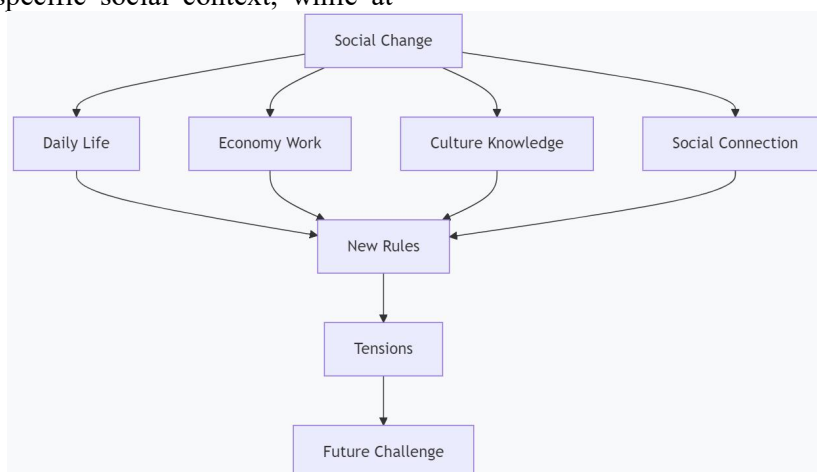 specific social context, while at
Social Change
Daily Life
Economy Work
Culture Knowledge
Social Connection
New Rules
Tensions
Future Challenge